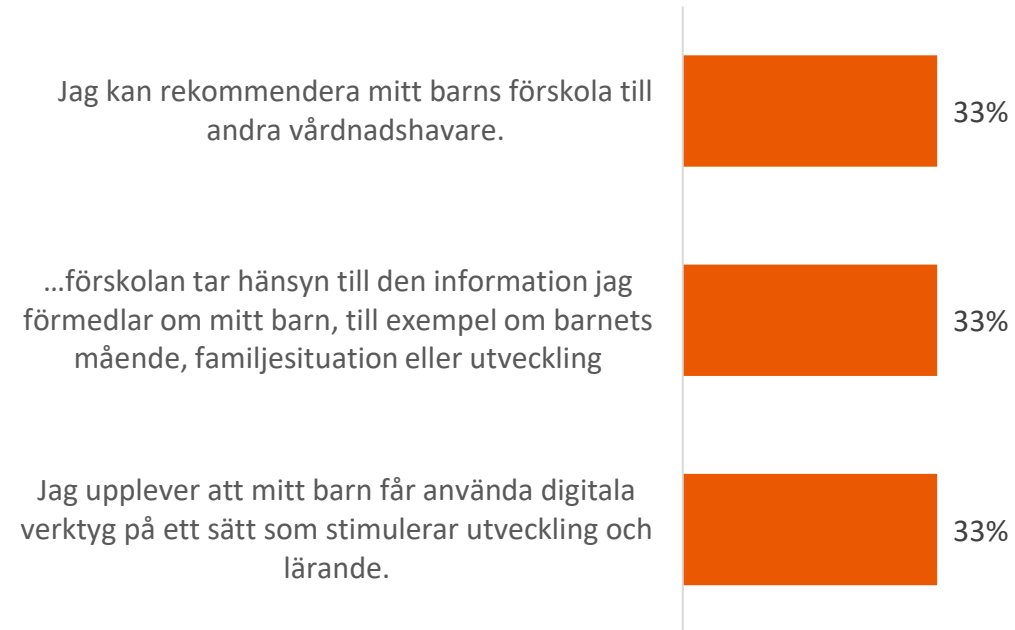 Jag kan rekommendera mitt barns förskola till
andra vårdnadshavare.
33%
…förskolan tar hänsyn till den information jag
förmedlar om mitt barn, till exempel om barnets
mående, familjesituation eller utveckling
33%
Jag upplever att mitt barn får använda digitala
verktyg på ett sätt som stimulerar utveckling och
lärande.
33%